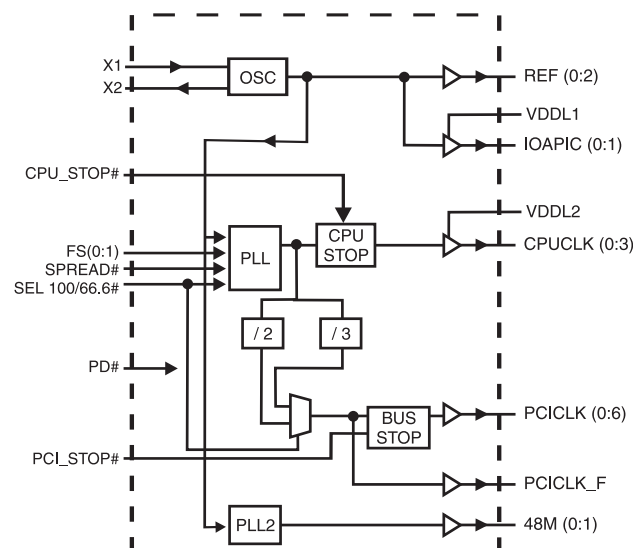 X1
X2
OSC
REF (0:2)
VDDL1
IOAPIC (0:1)
CPU_STOP#
VDDL2
CPU
STOP
CPUCLK (0:3)
PLL
FS(0:1)
SPREAD#
SEL 100/66.6#
/ 2
/ 3
PD#
BUS
STOP
PCICLK (0:6)
PCI_STOP#
PCICLK_F
PLL2
48M (0:1)